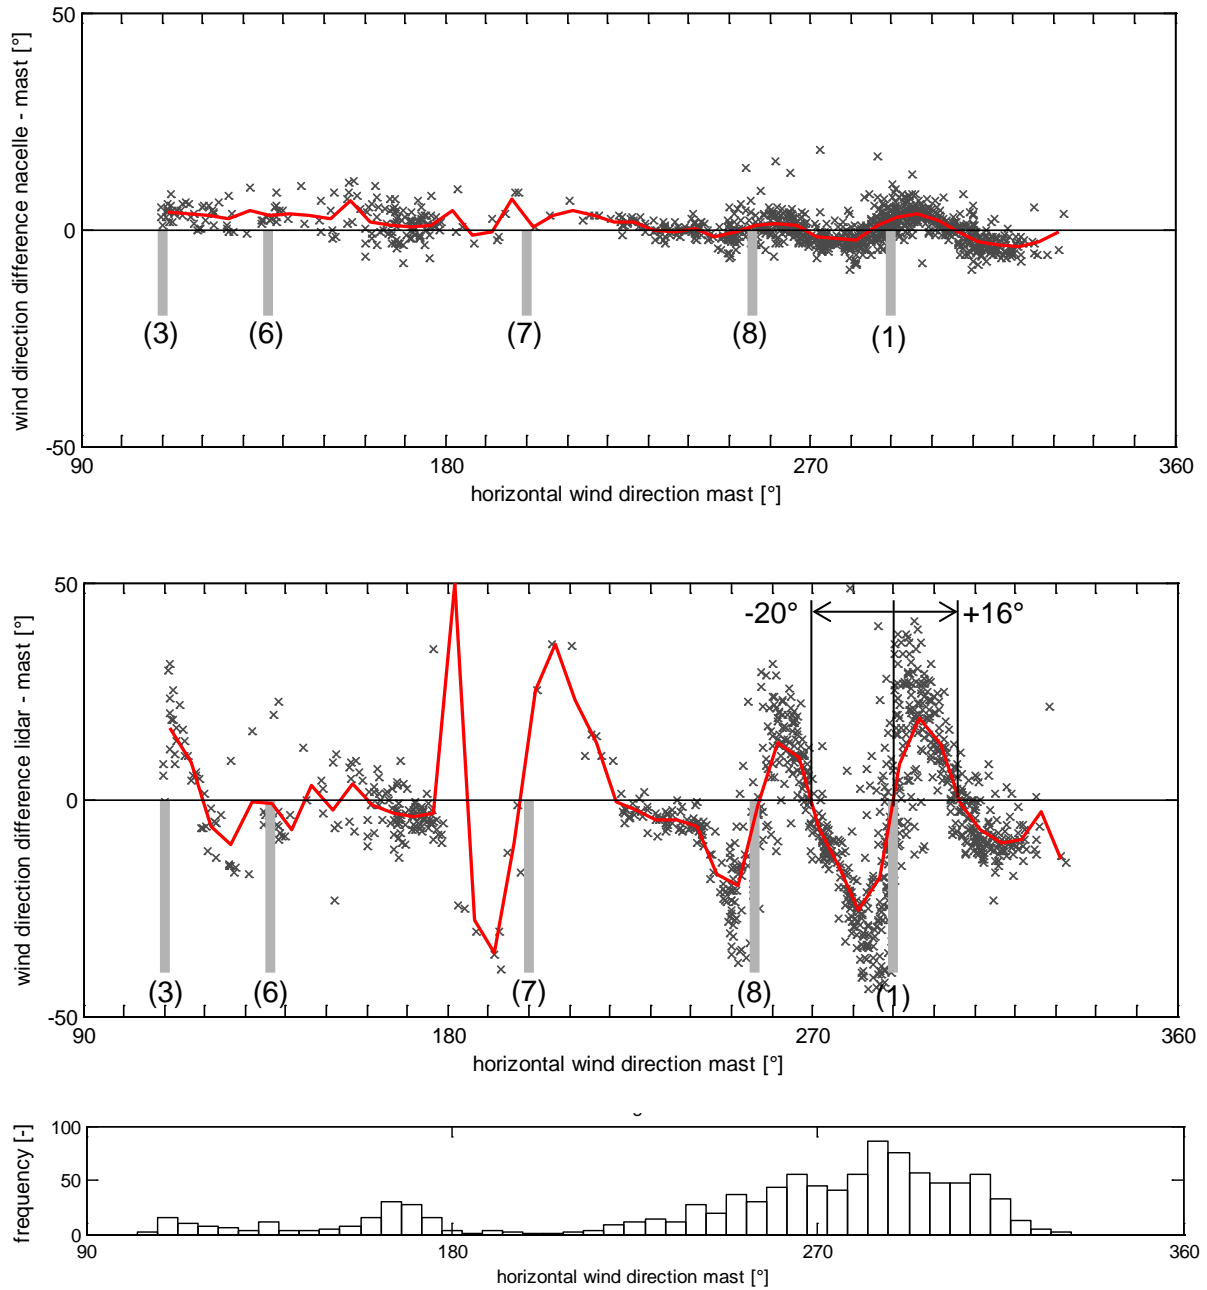 50
wind direction difference nacelle - mast [°]
0
(3) (6) (7) (8) (1)
-50
90 180 270 360
horizontal wind direction mast [°]
50
-20° +16°
wind direction difference lidar - mast [°]
0
(3) (6) (7) (8) (1)
-50
90 180 270 360
horizontal wind direction mast [°]
100
frequency [-]
50
0
90 180 270 360
horizontal wind direction mast [°]